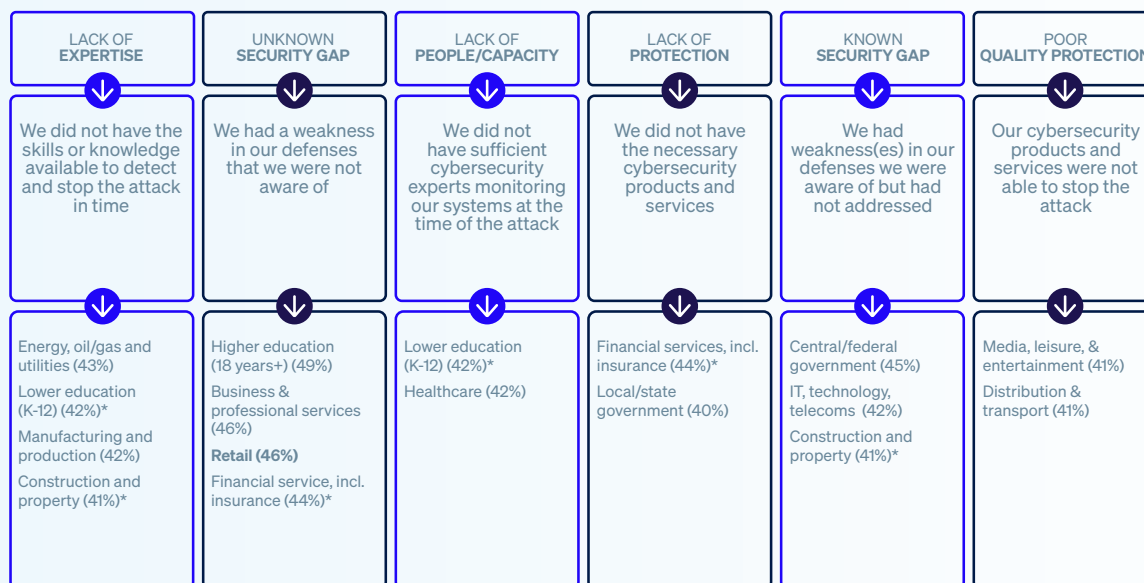 LACK OF
EXPERTISE
We did not have the
skills or knowledge
available to detect
and stop the attack
in time
Energy, oil/gas and
utilities (43%)
Lower education
(K-12) (42%)*
Manufacturing and
production (42%)
Construction and
property (41%)*
UNKNOWN
SECURITY GAP
We had a weakness
in our defenses
that we were not
aware of
Higher education
(18 years+) (49%)
Business &
professional services
(46%)
Retail (46%)
Financial service, incl.
insurance (44%)*
LACK OF
PEOPLE/CAPACITY
We did not
have sufficient
cybersecurity
experts monitoring
our systems at the
time of the attack
Lower education
(K-12) (42%)*
Healthcare (42%)
LACK OF
PROTECTION
We did not have
the necessary
cybersecurity
products and
services
Financial services, incl.
insurance (44%)*
Local/state
government (40%)
KNOWN
SECURITY GAP
We had
weakness(es) in our
defenses we were
aware of but had
not addressed
Central/federal
government (45%)
IT, technology,
telecoms (42%)
Construction and
property (41%)*
POOR
QUALITY PROTECTION
Our cybersecurity
products and
services were not
able to stop the
attack
Media, leisure, &
entertainment (41%)
Distribution &
transport (41%)